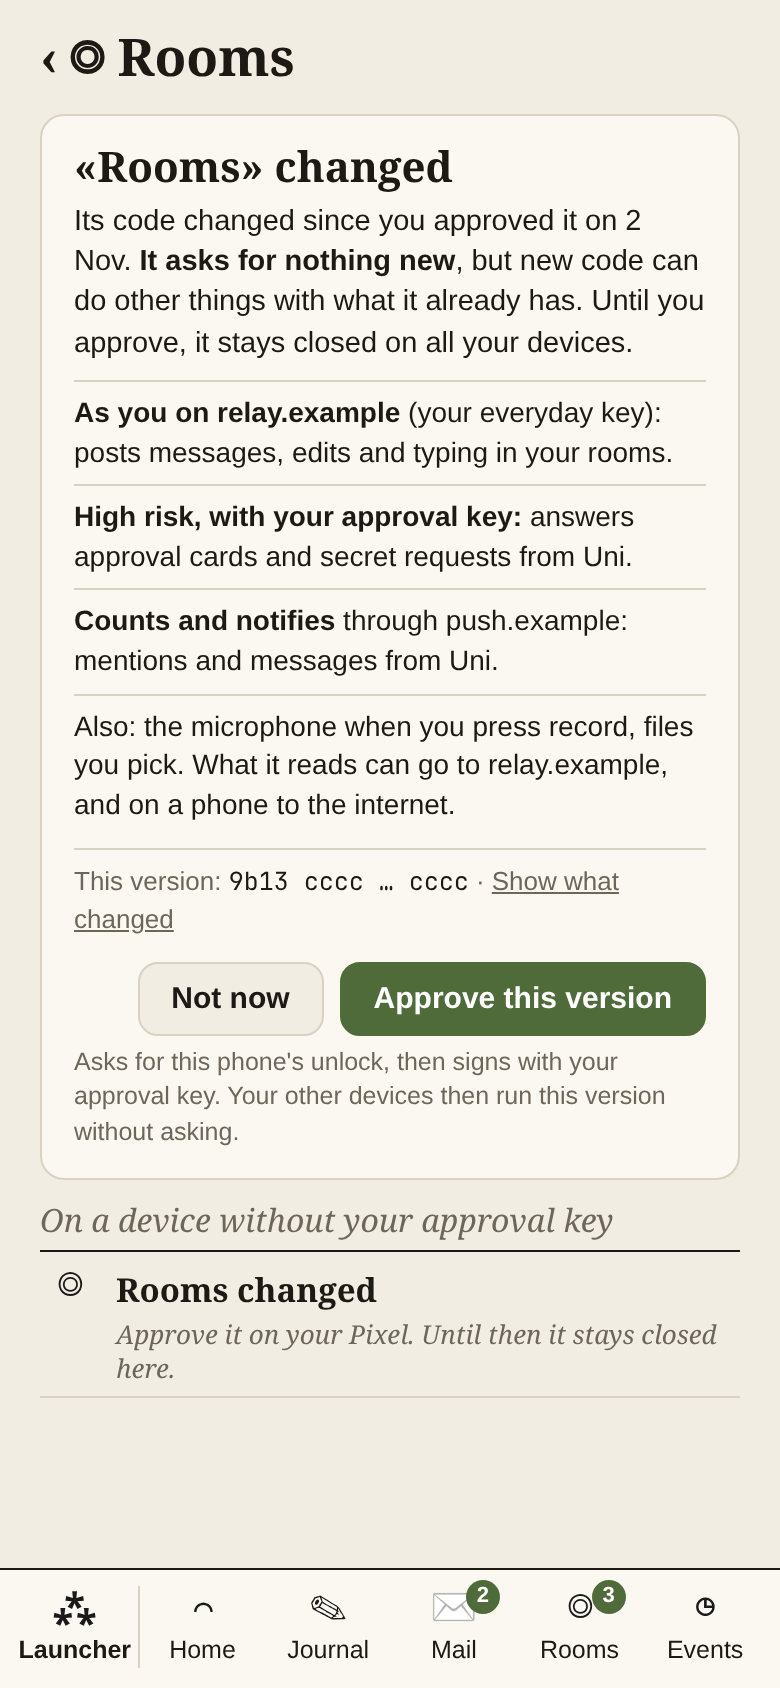 ‹ ◎ Rooms
«Rooms» changed
Its code changed since you approved it on 2
Nov. It asks for nothing new, but new code can
do other things with what it already has. Until you
approve, it stays closed on all your devices.
As you on relay.example (your everyday key):
posts messages, edits and typing in your rooms.
High risk, with your approval key: answers
approval cards and secret requests from Uni.
Counts and notifies through push.example:
mentions and messages from Uni.
Also: the microphone when you press record, files
you pick. What it reads can go to relay.example,
and on a phone to the internet.
This version: 9b13 cccc … cccc · Show what
changed
Not now
Approve this version
Asks for this phone's unlock, then signs with your
approval key. Your other devices then run this version
without asking.
On a device without your approval key
Rooms changed
Approve it on your Pixel. Until then it stays closed
here.
2
3
Launcher
Home
Journal
Mail
Rooms
Events